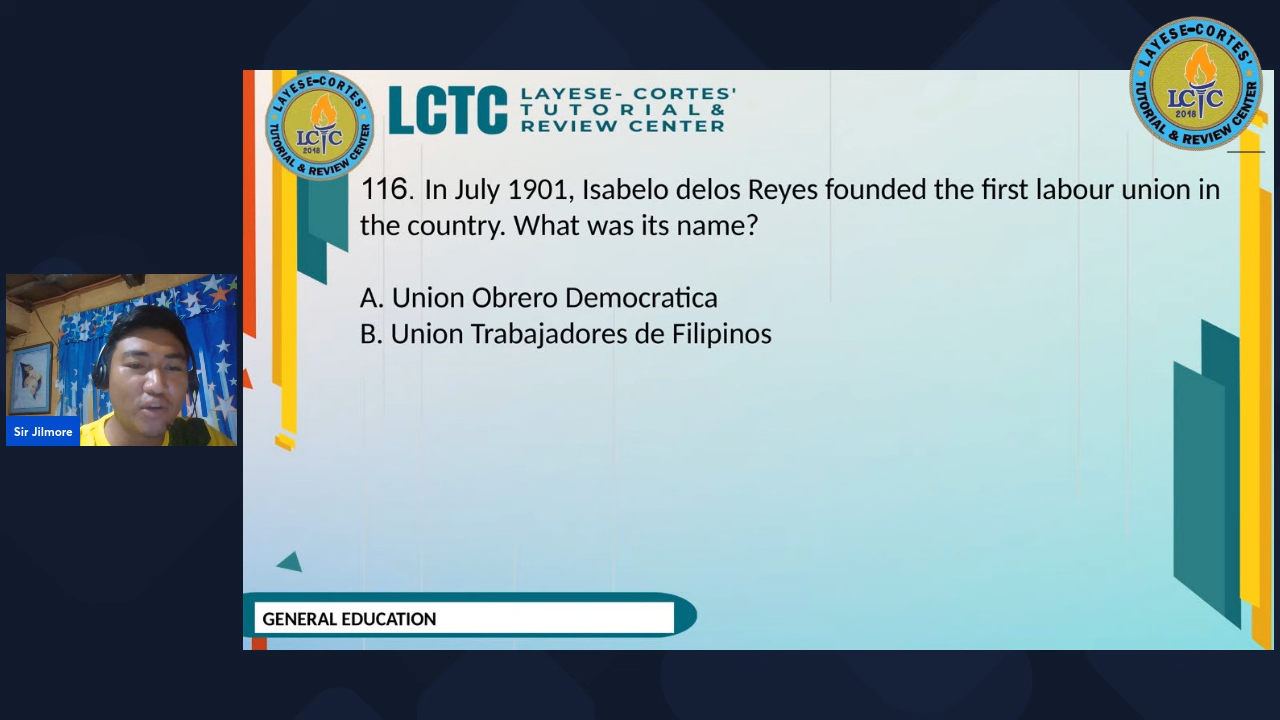 LAYESE-CORTES'
LCTC
2018
TUTORIAL & REVIEW CENTER
LCTC
LAYESE- CORTES'
TUTORIAL &
REVIEW CENTER
LAYESE-CORTES'
LCTC
2018
TUTORIAL & REVIEW CENTER
116. In July 1901, Isabelo delos Reyes founded the first labour union in
the country. What was its name?
A. Union Obrero Democratica
B. Union Trabajadores de Filipinos
Sir Jilmore
GENERAL EDUCATION